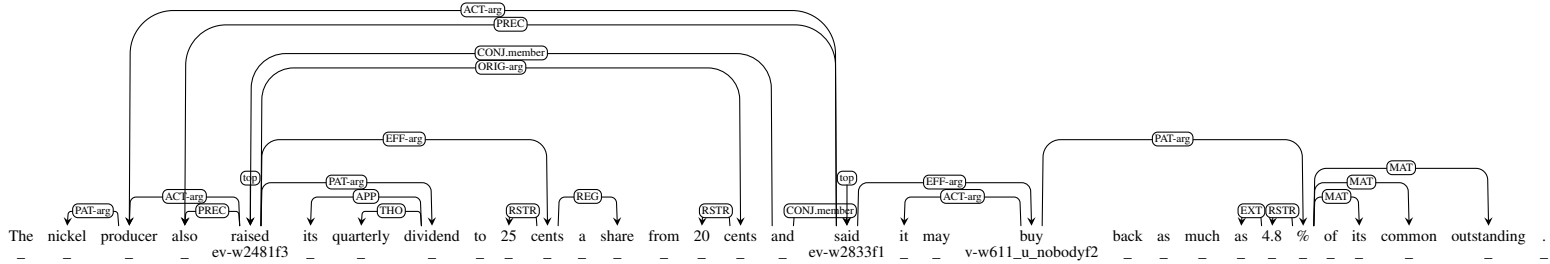 ACT-arg
PREC
CONJ.member
ORIG-arg
EFF-arg PAT-arg
top PAT-arg top EFF-arg MAT
ACT-arg APP REG ACT-arg MAT
PAT-arg PREC THO RSTR RSTR CONJ.member EXT RSTR MAT
The nickel producer also raised its quarterly dividend to 25 cents a share from 20 cents and said it may buy back as much as 4.8 % of its common outstanding .
_ _ _ _ ev-w2481f3 _ _ _ _ _ _ _ _ _ _ _ _ ev-w2833f1 _ _ v-w611_u_nobodyf2 _ _ _ _ _ _ _ _ _ _ _